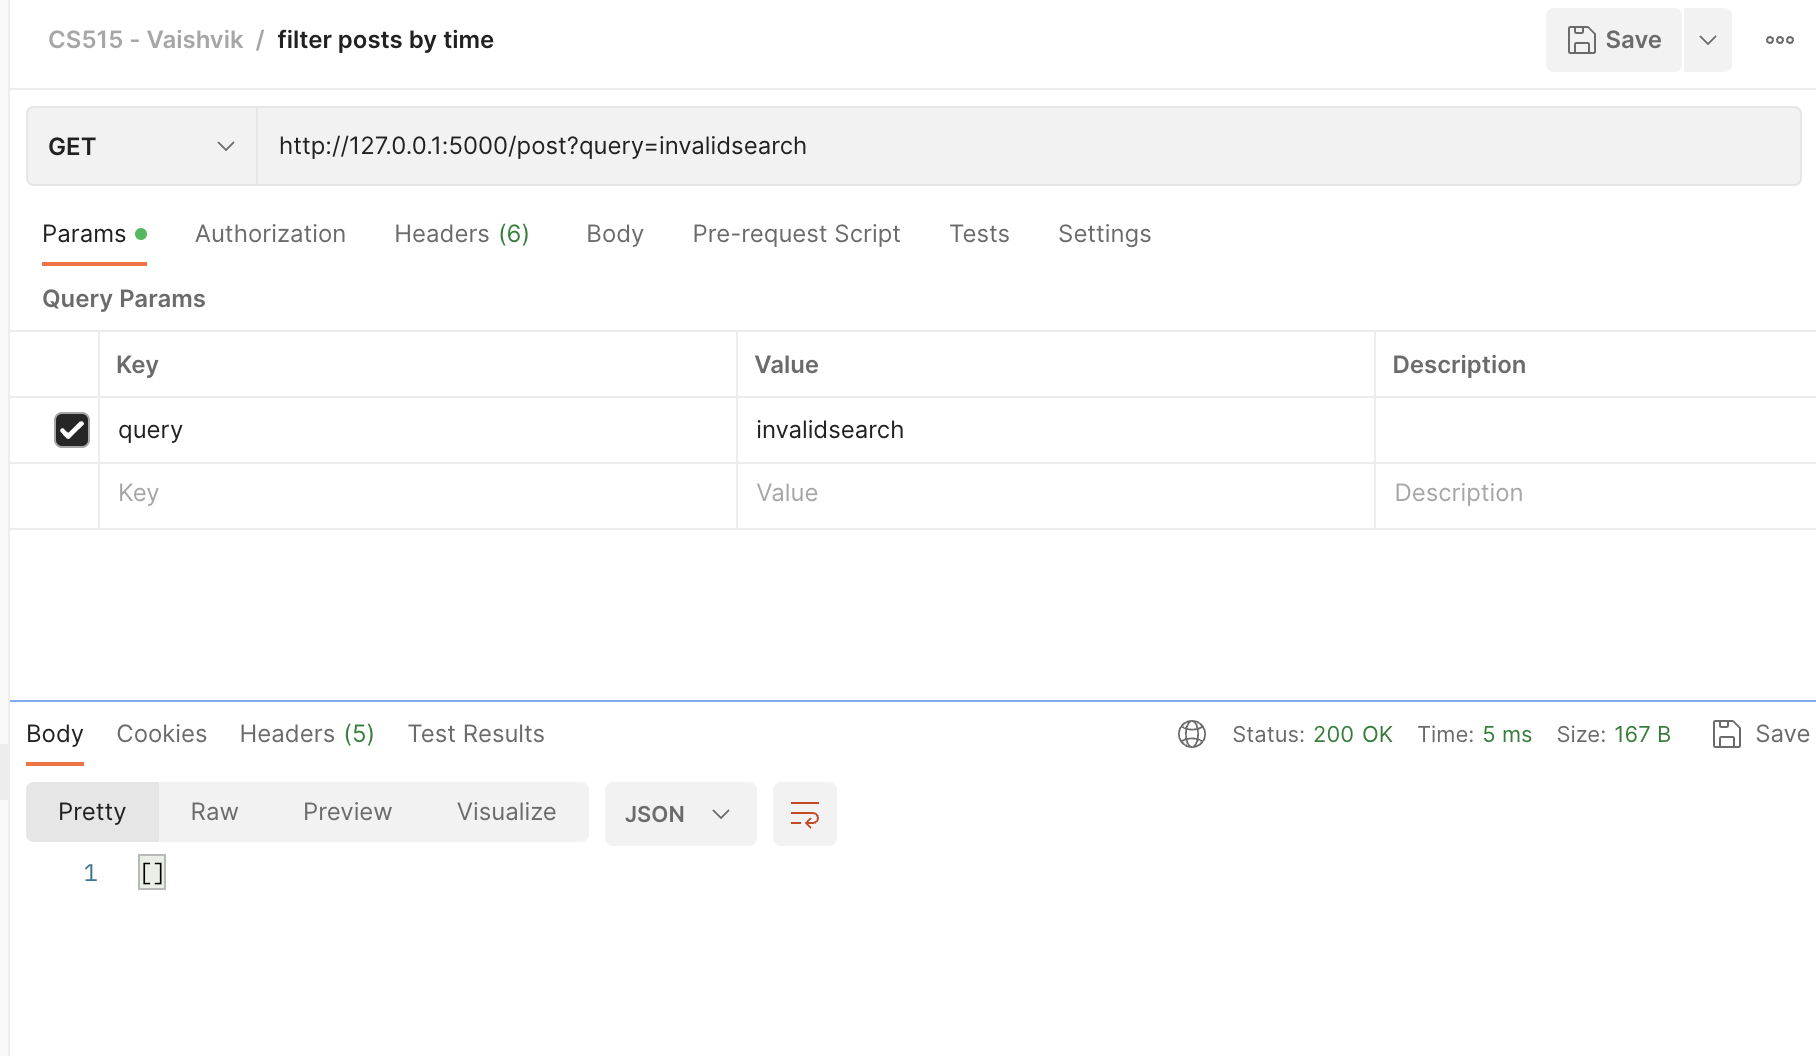 CS515 - Vaishvik / filter posts by time Save
GET http://127.0.0.1:5000/post?query=invalidsearch
Params Authorization Headers (6) Body Pre-request Script Tests Settings
Query Params
Key Value Description
query invalidsearch
Key Value Description
Body Cookies Headers (5) Test Results Status: 200 OK Time: 5 ms Size: 167 B Save
Pretty Raw Preview Visualize JSON
1 []